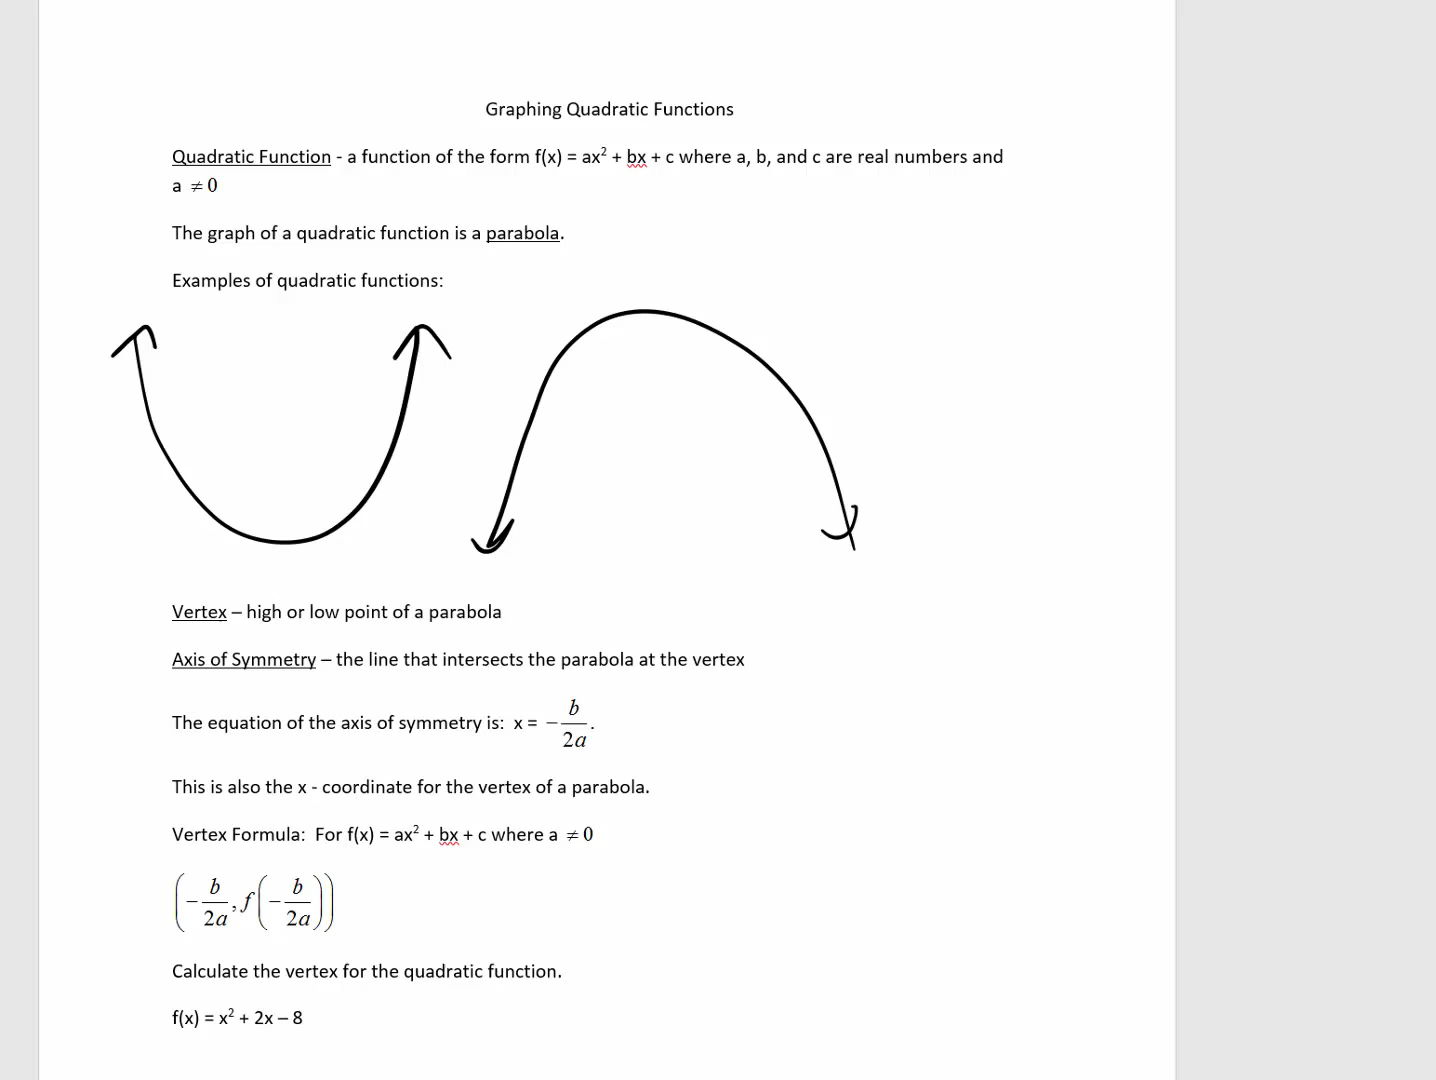 Graphing Quadratic Functions
Quadratic Function - a function of the form f(x) = ax² + bx + c where a, b, and c are real numbers and
a ≠ 0
The graph of a quadratic function is a parabola.
Examples of quadratic functions:
Vertex – high or low point of a parabola
Axis of Symmetry – the line that intersects the parabola at the vertex
The equation of the axis of symmetry is: x = −b/2a.
This is also the x - coordinate for the vertex of a parabola.
Vertex Formula: For f(x) = ax² + bx + c where a ≠ 0
(−b/2a, f(−b/2a))
Calculate the vertex for the quadratic function.
f(x) = x² + 2x – 8